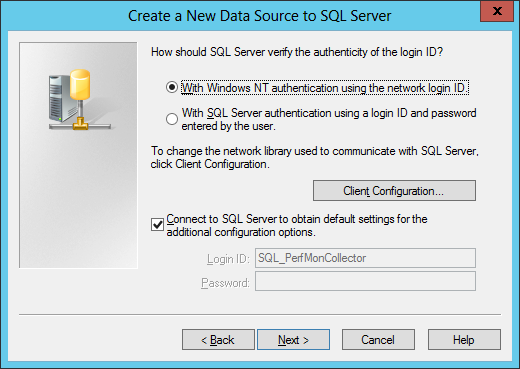 Create a New Data Source to SQL Server
x
How should SQL Server verify the authenticity of the login ID?
With Windows NT authentication using the network login ID.
With SQL Server authentication using a login ID and password
entered by the user.
To change the network library used to communicate with SQL Server,
click Client Configuration.
Client Configuration...
Connect to SQL Server to obtain default settings for the
additional configuration options.
Login ID: SQL_PerfMonCollector
Password:
< Back Next > Cancel Help